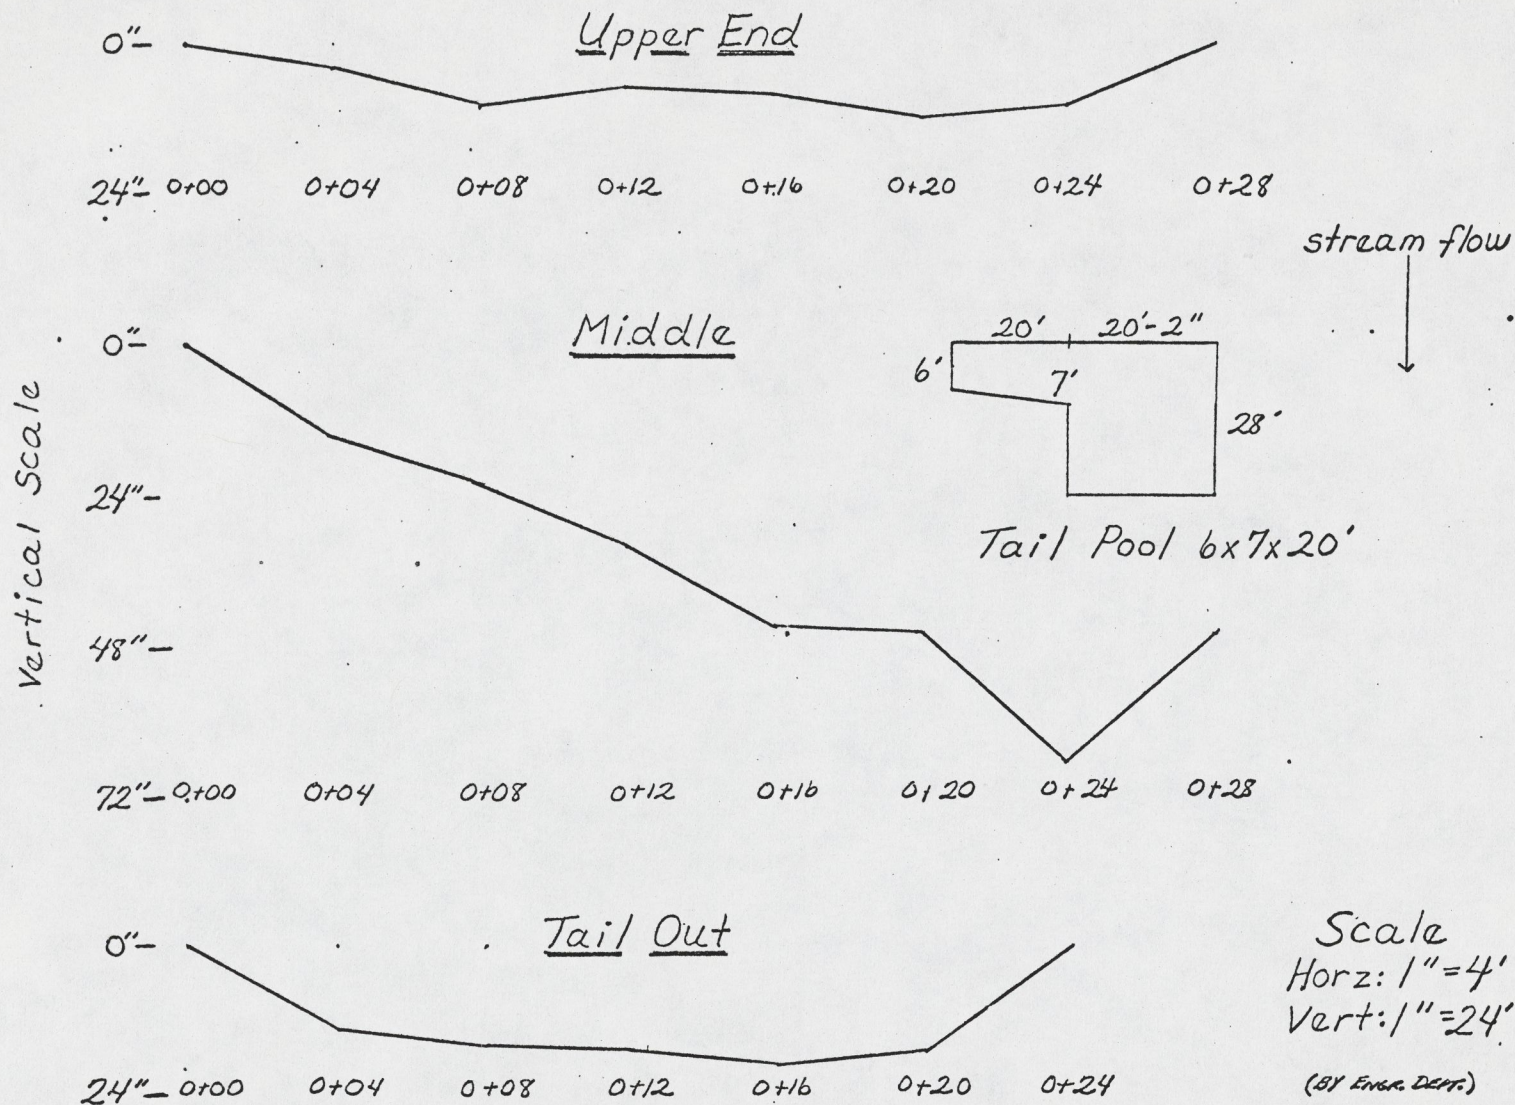 Upper End
0"-
24"- 0+00 0+04 0+08 0+12 0+16 0+20 0+24 0+28
stream flow
Middle
0"-
20' 20'-2"
6' 7'
28'
24"-
Tail Pool 6x7x20'
Vertical Scale
48"-
72"- 0+00 0+04 0+08 0+12 0+16 0+20 0+24 0+28
Tail Out
0"-
Scale
Horz: 1"=4'
Vert: 1"=24'
24"- 0+00 0+04 0+08 0+12 0+16 0+20 0+24
(BY ENGR. DEPT.)